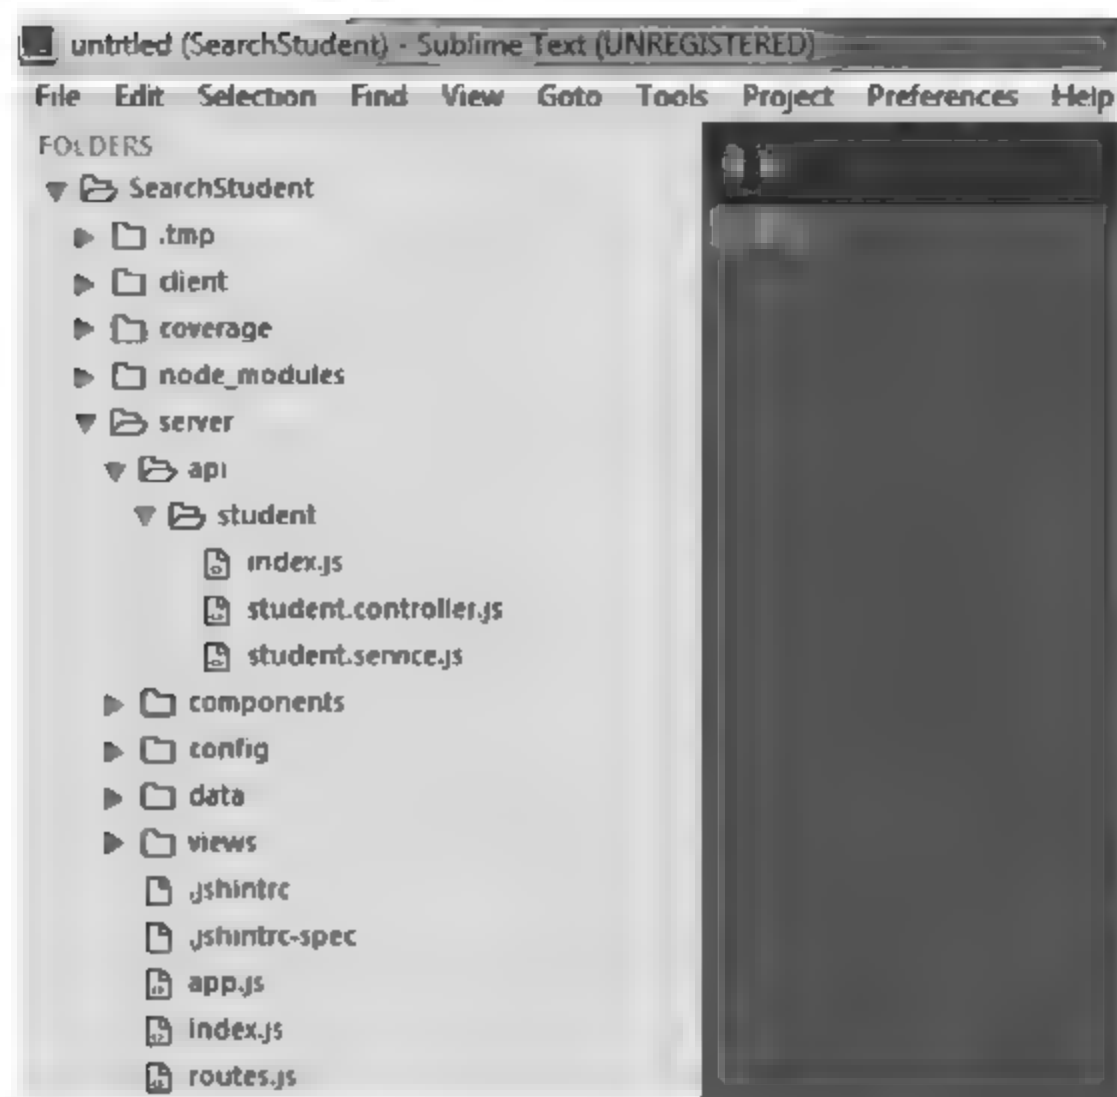 untitled (SearchStudent) - Sublime Text (UNREGISTERED)
File Edit Selection Find View Goto Tools Project Preferences Help
FOLDERS
SearchStudent
.tmp
client
coverage
node_modules
server
api
student
index.js
student.controller.js
student.service.js
components
config
data
views
.jshintrc
.jshintrc-spec
app.js
index.js
routes.js